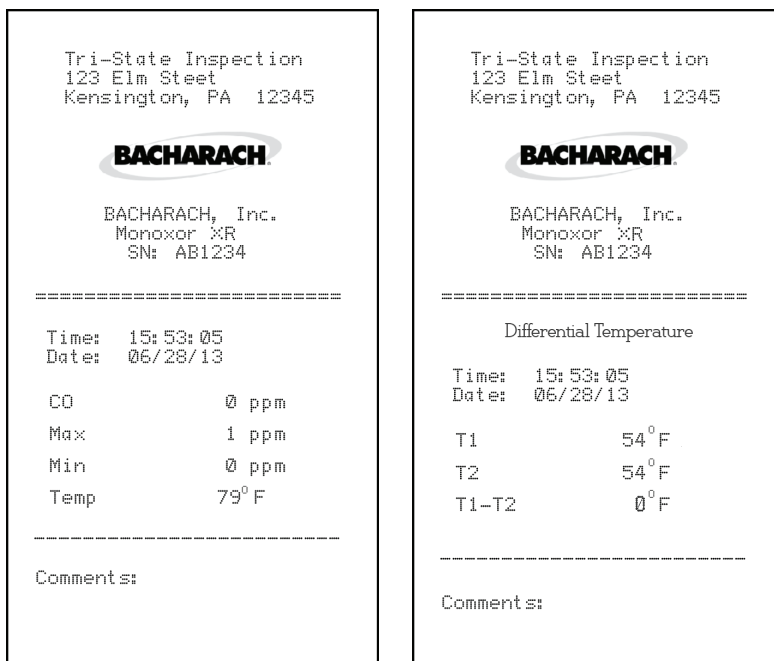 Tri-State Inspection
123 Elm Steet
Kensington, PA 12345
BACHARACH
BACHARACH, Inc.
Monoxor XR
SN: AB1234
=========================
Time: 15:53:05
Date: 06/28/13
CO 0 ppm
Max 1 ppm
Min 0 ppm
Temp 79°F
-------------------------
Comments:
Tri-State Inspection
123 Elm Steet
Kensington, PA 12345
BACHARACH
BACHARACH, Inc.
Monoxor XR
SN: AB1234
=========================
Differential Temperature
Time: 15:53:05
Date: 06/28/13
T1 54°F
T2 54°F
T1-T2 0°F
-------------------------
Comments: